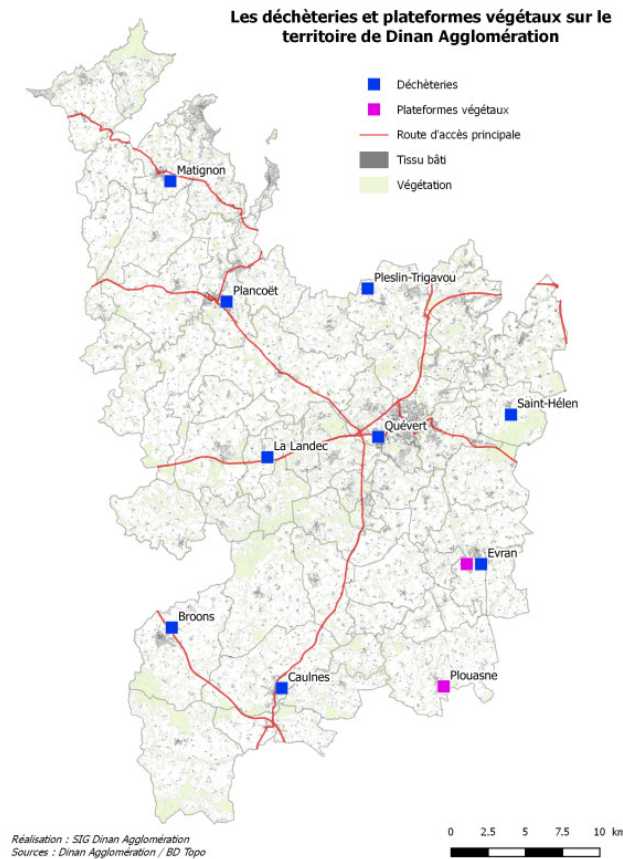 Les déchèteries et plateformes végétaux sur le
territoire de Dinan Agglomération
Déchèteries
Plateformes végétaux
Route d'accès principale
Tissu bâti
Végétation
Matignon
Plancoët
Pleslin-Trigavou
Saint-Hélen
Quévert
La Landec
Evran
Broons
Caulnes
Plouasne
Réalisation : SIG Dinan Agglomération
Sources : Dinan Agglomération / BD Topo
0 2.5 5 7.5 10 km